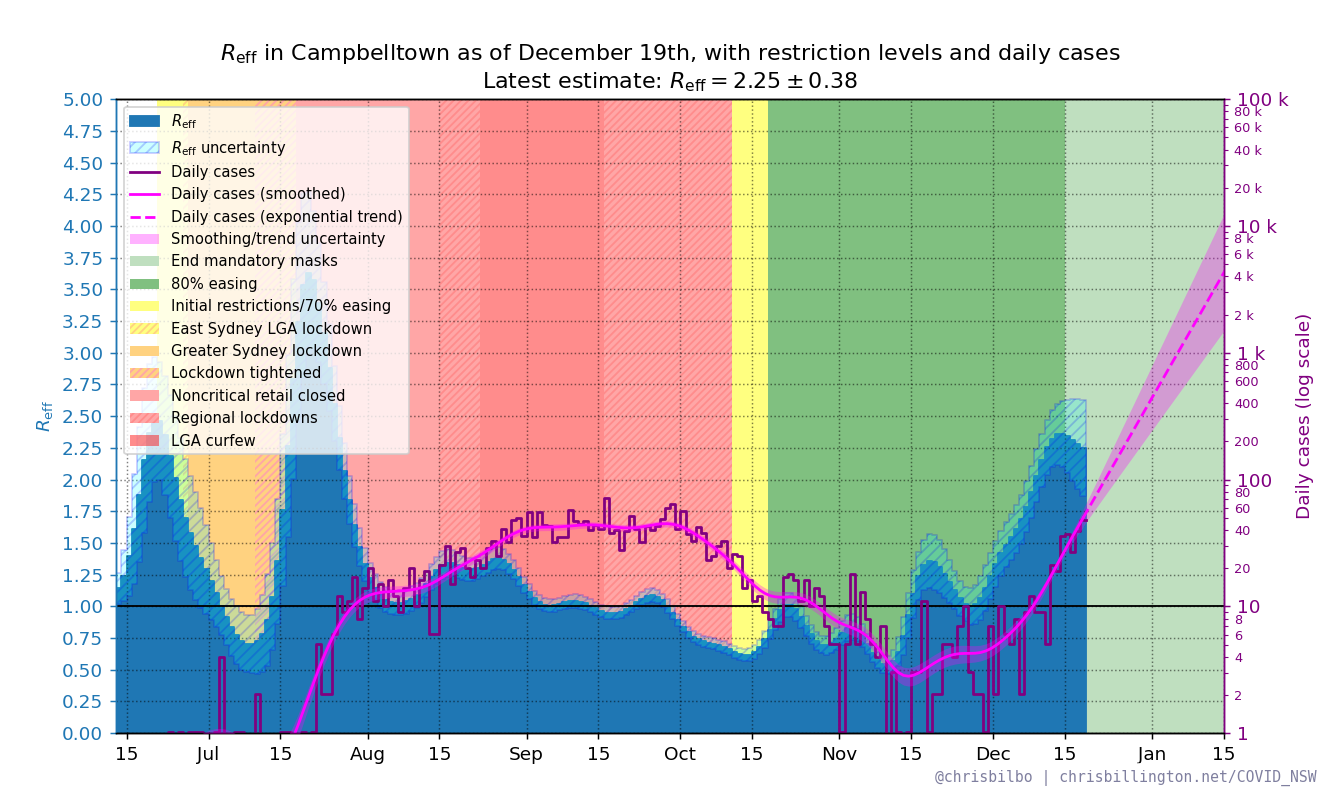 Reff in Campbelltown as of December 19th, with restriction levels and daily cases
Latest estimate: Reff = 2.25 ± 0.38
5.00
4.75
4.50
4.25
4.00
3.75
3.50
3.25
3.00
2.75
2.50
2.25
2.00
1.75
1.50
1.25
1.00
0.75
0.50
0.25
0.00
Reff
Reff
Reff uncertainty
Daily cases
Daily cases (smoothed)
Daily cases (exponential trend)
Smoothing/trend uncertainty
End mandatory masks
80% easing
Initial restrictions/70% easing
East Sydney LGA lockdown
Greater Sydney lockdown
Lockdown tightened
Noncritical retail closed
Regional lockdowns
LGA curfew
100 k
80 k
60 k
40 k
20 k
10 k
8 k
6 k
4 k
2 k
1 k
800
600
400
200
100
80
60
40
20
10
8
6
4
2
1
Daily cases (log scale)
15 Jul 15 Aug 15 Sep 15 Oct 15 Nov 15 Dec 15 Jan 15
@chrisbilbo | chrisbillington.net/COVID_NSW